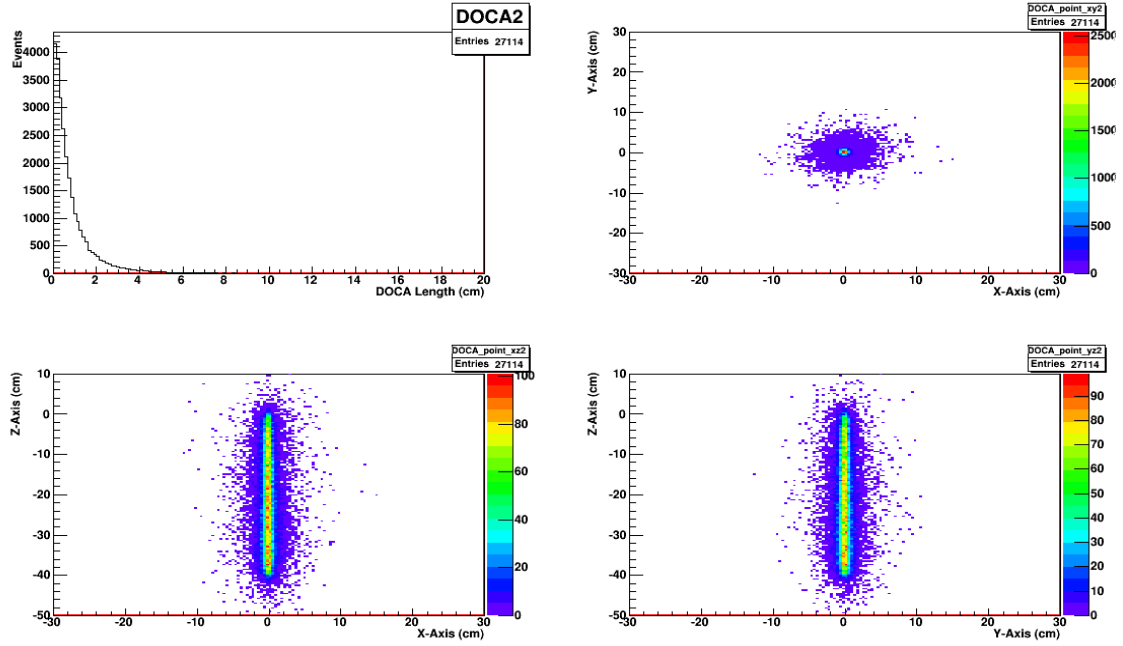 DOCA2
Entries 27114
Events
4000
3500
3000
2500
2000
1500
1000
500
0
0 2 4 6 8 10 12 14 16 18 20
DOCA Length (cm)
DOCA_point_xy2
Entries 27114
Y-Axis (cm)
30
20
10
0
-10
-20
-30
-30 -20 -10 0 10 20 30
X-Axis (cm)
2500
2000
1500
1000
500
0
DOCA_point_xz2
Entries 27114
Z-Axis (cm)
10
0
-10
-20
-30
-40
-50
-30 -20 -10 0 10 20 30
X-Axis (cm)
100
80
60
40
20
0
DOCA_point_yz2
Entries 27114
Z-Axis (cm)
10
0
-10
-20
-30
-40
-50
-30 -20 -10 0 10 20 30
Y-Axis (cm)
90
80
70
60
50
40
30
20
10
0